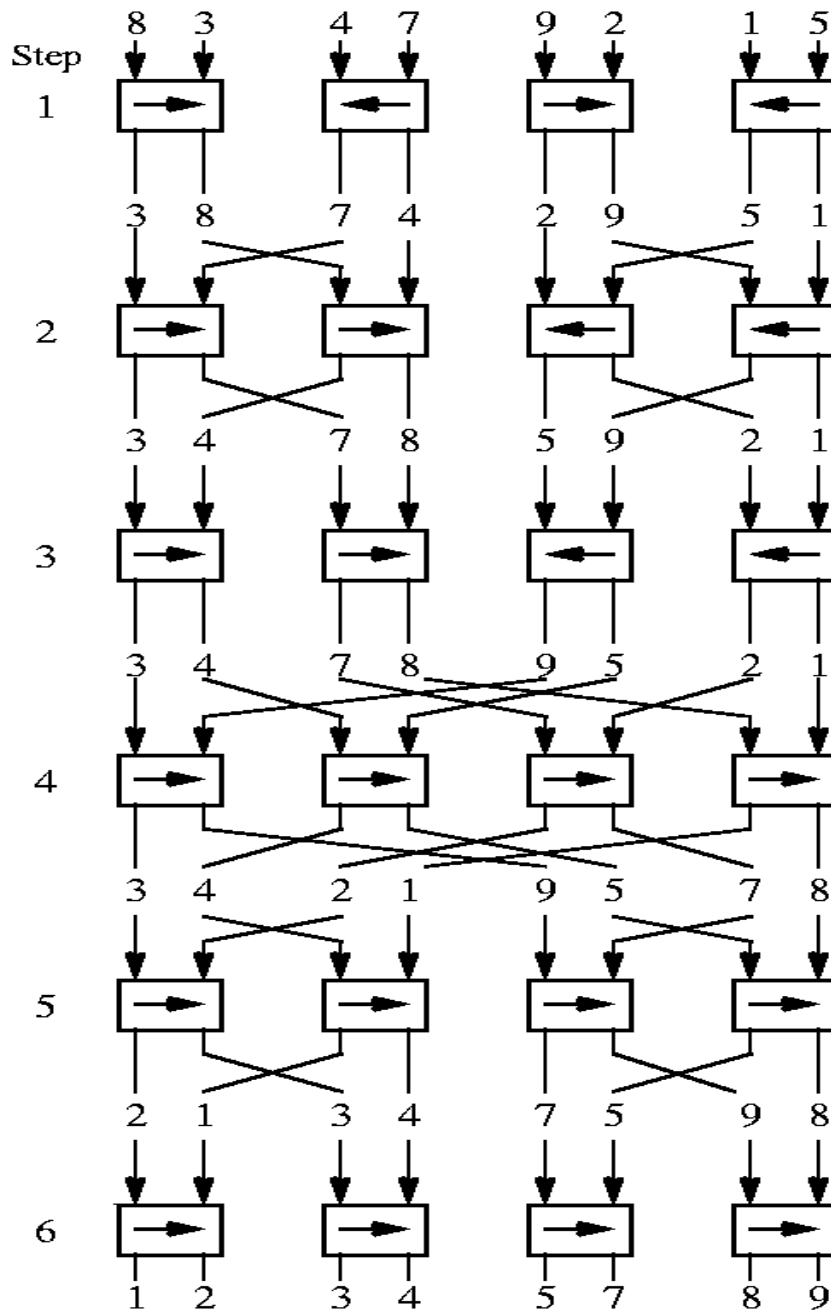 8 3 4 7 9 2 1 5
Step
1
3 8 7 4 2 9 5 1
2
3 4 7 8 5 9 2 1
3
3 4 7 8 9 5 2 1
4
3 4 2 1 9 5 7 8
5
2 1 3 4 7 5 9 8
6
1 2 3 4 5 7 8 9